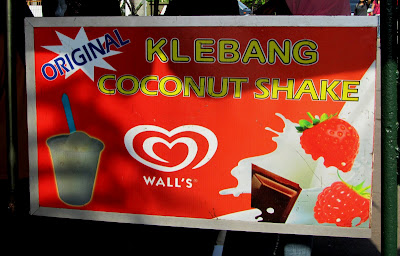 ORIGINAL
KLEBANG
COCONUT SHAKE
WALL'S